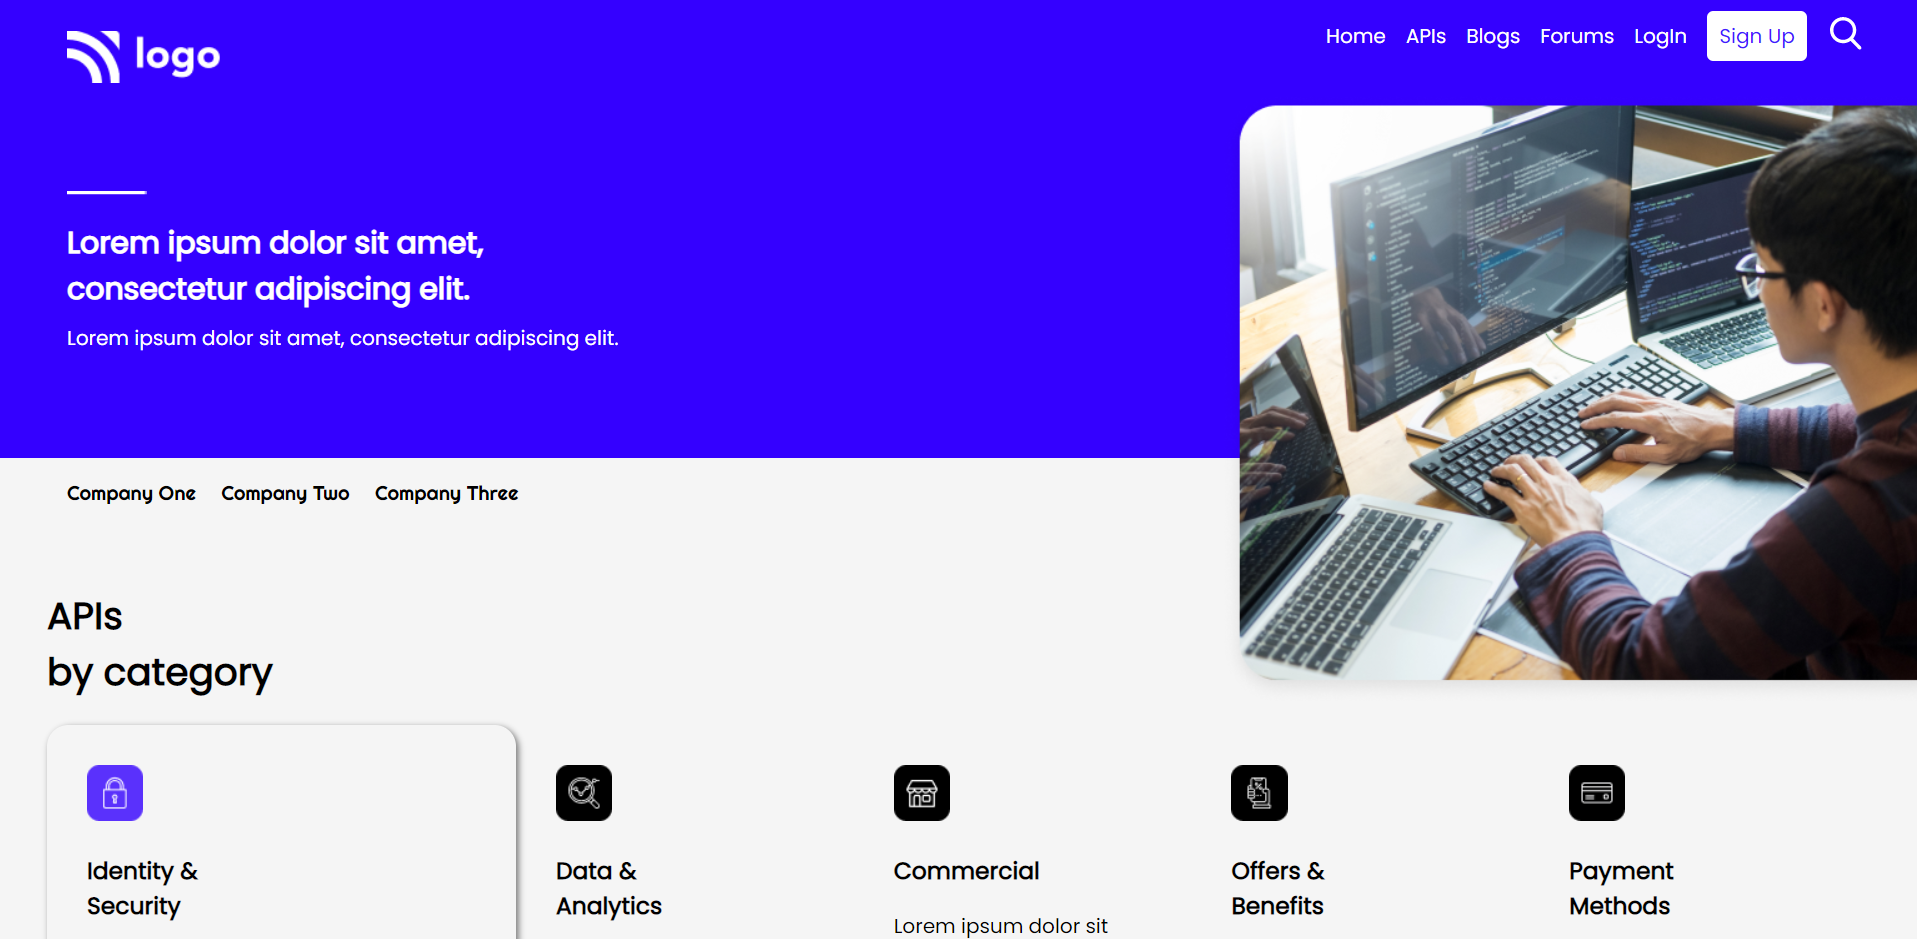 logo
Home APIs Blogs Forums LogIn Sign Up
Lorem ipsum dolor sit amet,
consectetur adipiscing elit.
Lorem ipsum dolor sit amet, consectetur adipiscing elit.
Company One Company Two Company Three
APIs
by category
Identity &
Security
Data &
Analytics
Commercial
Lorem ipsum dolor sit
Offers &
Benefits
Payment
Methods